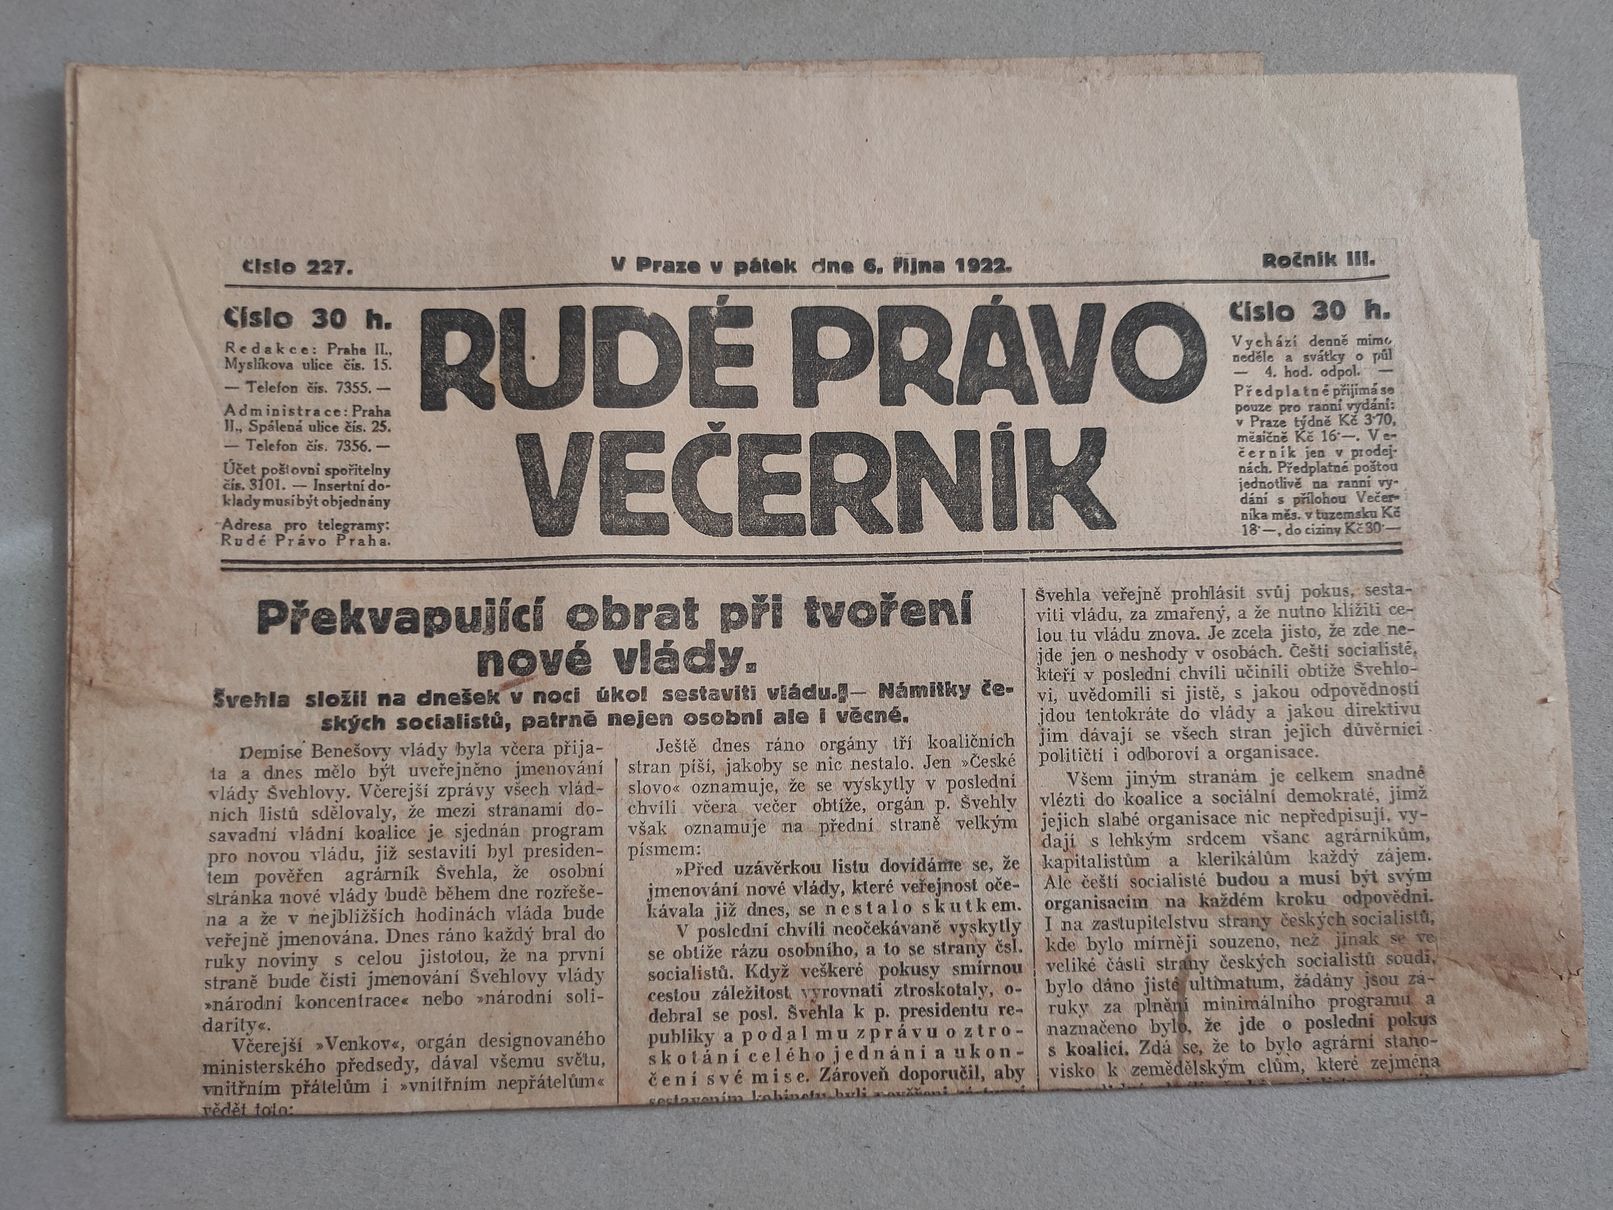 Číslo 227.
V Praze v pátek dne 6. října 1922.
Ročník III.
Číslo 30 h.
Redakce: Praha II.,
Myslíkova ulice čís. 15.
— Telefon čís. 7355. —
Administrace: Praha
II., Spálená ulice čís. 25.
— Telefon čís. 7356. —
Účet poštovní spořitelny
čís. 3101. — Insertní do-
klady musí být objednány
Adresa pro telegramy:
Rudé Právo Praha.
RUDÉ PRÁVO
VEČERNÍK
Číslo 30 h.
Vychází denně mimo
neděle a svátky o půl
— 4. hod. odpol. —
Předplatné přijímá se
pouze pro ranní vydání:
v Praze týdně Kč 3·70,
měsíčně Kč 16·—. Ve-
černík jen v prodej-
nách. Předplatné poštou
jednotlivě na ranní vy-
dání s přílohou Večer-
níka měs. v tuzemsku Kč
18·—, do ciziny Kč 30·—
Překvapující obrat při tvoření
nové vlády.
Švehla složil na dnešek v noci úkol sestaviti vládu. — Námitky če-
ských socialistů, patrně nejen osobní ale i věcné.
Demise Benešovy vlády byla včera přija-
ta a dnes mělo být uveřejněno jmenování
vlády Švehlovy. Včerejší zprávy všech vlád-
ních listů sdělovaly, že mezi stranami do-
savadní vládní koalice je sjednán program
pro novou vládu, již sestaviti byl presiden-
tem pověřen agrárník Švehla, že osobní
stránka nové vlády bude během dne rozřeše-
na a že v nejbližších hodinách vláda bude
veřejně jmenována. Dnes ráno každý bral do
ruky noviny s celou jistotou, že na první
straně bude čísti jmenování Švehlovy vlády
»národní koncentrace« nebo »národní soli-
darity«.
Včerejší »Venkov«, orgán designovaného
ministerského předsedy, dával všemu světu,
vnitřním přátelům i »vnitřním nepřátelům«
vědět toto:
Ještě dnes ráno orgány tří koaličních
stran píší, jakoby se nic nestalo. Jen »České
slovo« oznamuje, že se vyskytly v poslední
chvíli včera večer obtíže, orgán p. Švehly
však oznamuje na přední straně velkým
písmem:
»Před uzávěrkou listu dovídáme se, že
jmenování nové vlády, které veřejnost oče-
kávala již dnes, se nestalo skutkem.
V poslední chvíli neočekávaně vyskytly
se obtíže rázu osobního, a to se strany čsl.
socialistů. Když veškeré pokusy smírnou
cestou záležitost vyrovnati ztroskotaly, o-
debral se posl. Švehla k p. presidentu re-
publiky a podal mu zprávu o ztro-
skotání celého jednání a ukon-
čení své mise. Zároveň doporučil, aby
sestavením kabinetu byli pověřeni
Švehla veřejně prohlásit svůj pokus, sesta-
viti vládu, za zmařený, a že nutno klížiti ce-
lou tu vládu znova. Je zcela jisto, že zde ne-
jde jen o neshody v osobách. Čeští socialisté,
kteří v poslední chvíli učinili obtíže Švehlo-
vi, uvědomili si jistě, s jakou odpovědností
jdou tentokráte do vlády a jakou direktivu
jim dávají se všech stran jejich důvěrníci
političtí i odboroví a organisace.
Všem jiným stranám je celkem snadné
vlézti do koalice a sociální demokraté, jimž
jejich slabé organisace nic nepředpisují, vy-
dají s lehkým srdcem všanc agrárníkům,
kapitalistům a klerikálům každý zájem.
Ale čeští socialisté budou a musí být svým
organisacím na každém kroku odpovědni.
I na zastupitelstvu strany českých socialistů,
kde bylo mírněji souzeno, než jinak se ve
veliké části strany českých socialistů soudí,
bylo dáno jisté ultimatum, žádány jsou zá-
ruky za plnění minimálního programu a
naznačeno bylo, že jde o poslední pokus
s koalicí. Zdá se, že to bylo agrární stano-
visko k zemědělským clům, které zejména